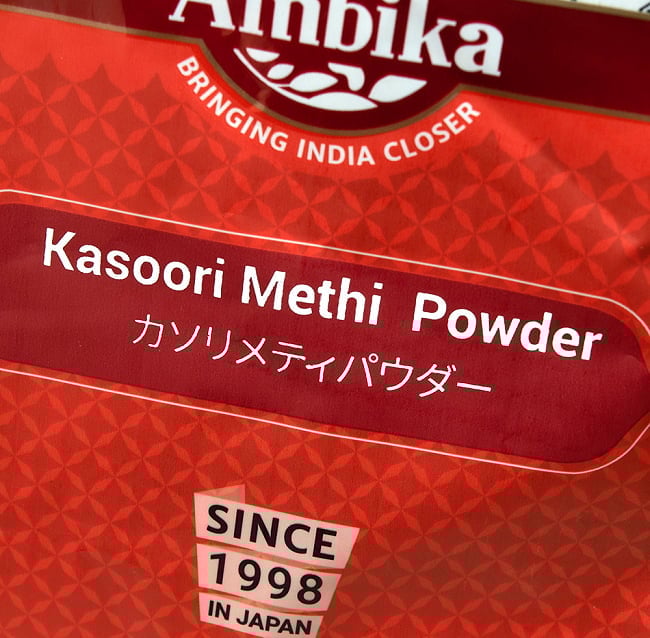 Ambika
BRINGING INDIA CLOSER
Kasoori Methi Powder
カソリメティパウダー
SINCE
1998
IN JAPAN